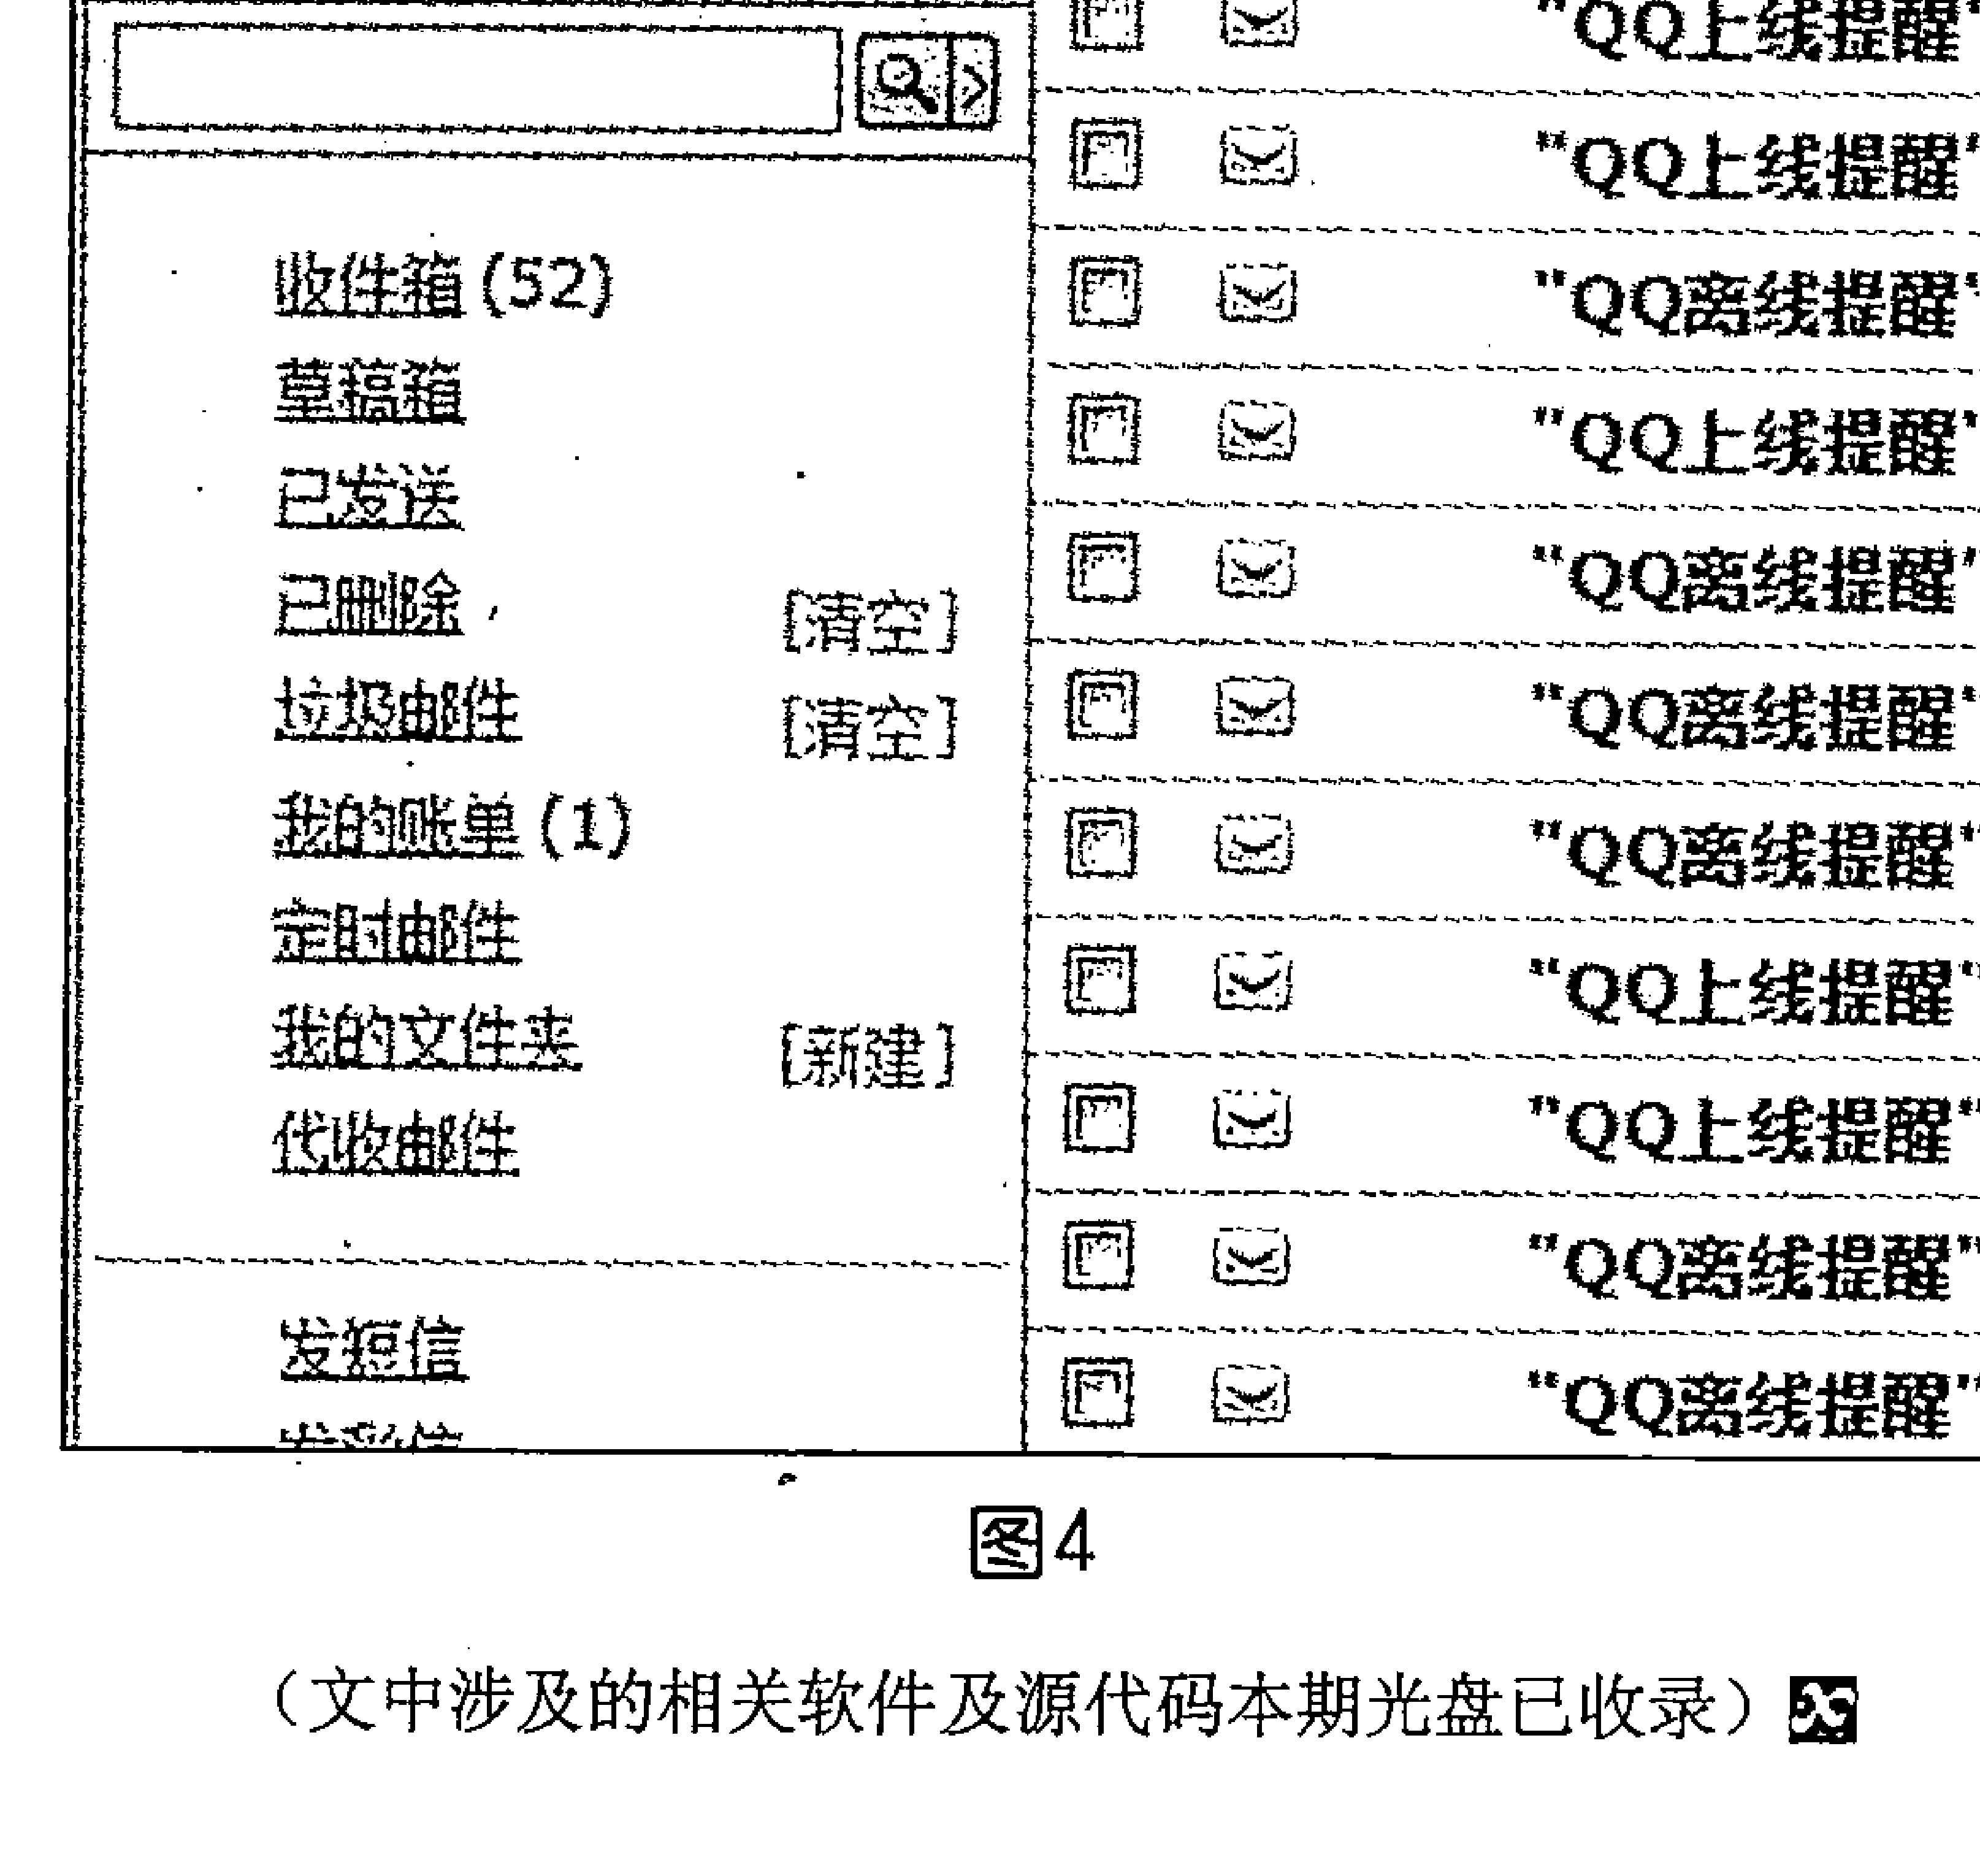 收件箱(52)
草稿箱
已发送
已删除 [清空]
垃圾邮件 [清空]
我的账单(1)
定时邮件
我的文件夹 [新建]
代收邮件
发短信
"QQ上线提醒"
"QQ上线提醒"
"QQ离线提醒"
"QQ上线提醒"
"QQ离线提醒"
"QQ离线提醒"
"QQ离线提醒"
"QQ上线提醒"
"QQ上线提醒"
"QQ离线提醒"
"QQ离线提醒"
图4
（文中涉及的相关软件及源代码本期光盘已收录）